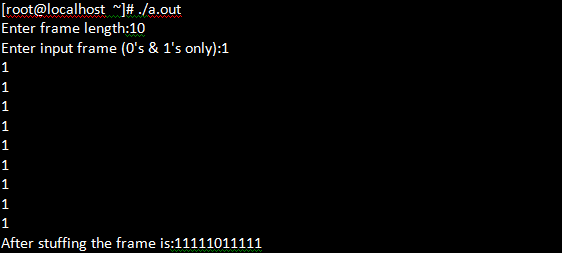 [root@localhost ~]# ./a.out
Enter frame length:10
Enter input frame (0's & 1's only):1
1
1
1
1
1
1
1
1
1
After stuffing the frame is:11111011111